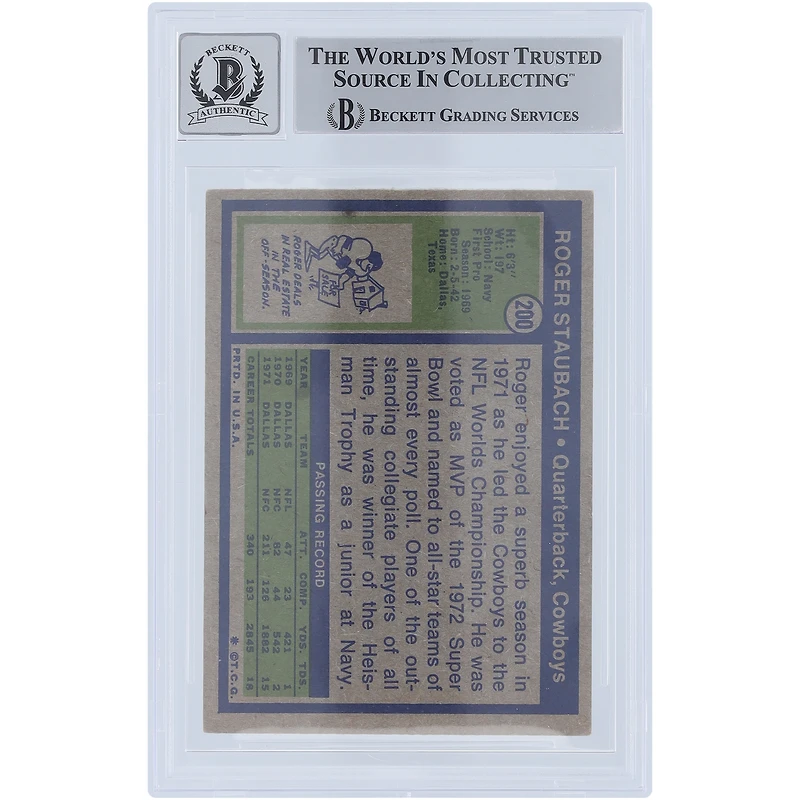 BECKETT
B
AUTHENTIC
THE WORLD'S MOST TRUSTED
SOURCE IN COLLECTING™
B BECKETT GRADING SERVICES
ROGER STAUBACH • Quarterback, Cowboys
200
Ht: 6'3"
Wt: 197
School: Navy
First Pro
Season: 1969
Born: 2-5-42
Home: Dallas,
Texas
FOR
SALE
ROGER DEALS
IN REAL ESTATE
IN THE
OFF-SEASON.
Roger enjoyed a superb season in
1971 as he led the Cowboys to the
NFL Worlds Championship. He was
voted as MVP of the 1972 Super
Bowl and named to all-star teams of
almost every poll. One of the out-
standing collegiate players of all
time, he was winner of the Heis-
man Trophy as a junior at Navy.
PASSING RECORD
YEAR TEAM ATT. COMP. YDS. TDS.
1969 DALLAS NFL 47 23 421 1
1970 DALLAS NFC 82 44 542 2
1971 DALLAS NFC 211 126 1882 15
CAREER TOTALS 340 193 2845 18
PRTD. IN U.S.A. * ©T.C.G.